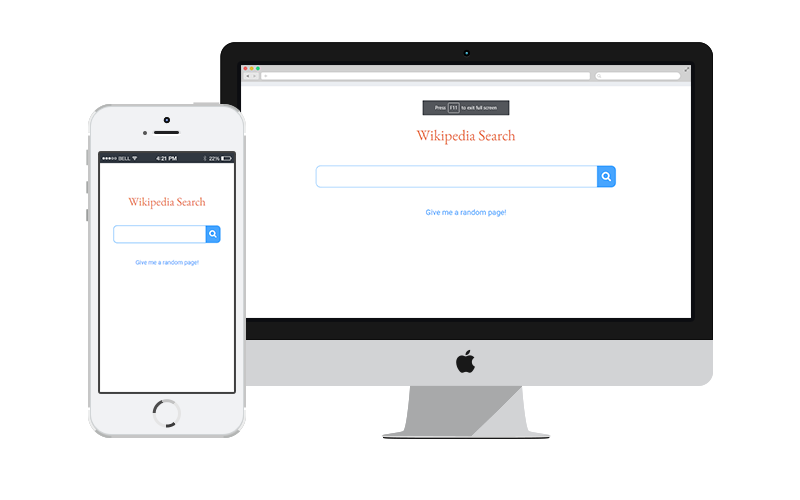 Press F11 to exit full screen
Wikipedia Search
Give me a random page!
BELL 4:21 PM 22%
Wikipedia Search
Give me a random page!